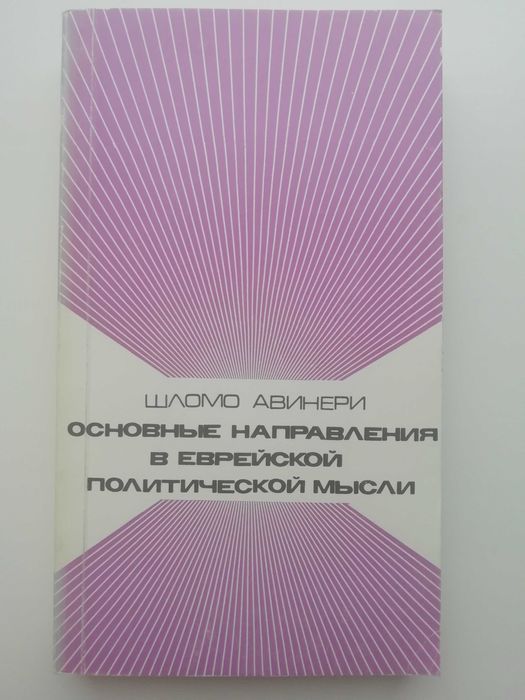 ШЛОМО АВИНЕРИ
ОСНОВНЫЕ НАПРАВЛЕНИЯ
В ЕВРЕЙСКОЙ
ПОЛИТИЧЕСКОЙ МЫСЛИ